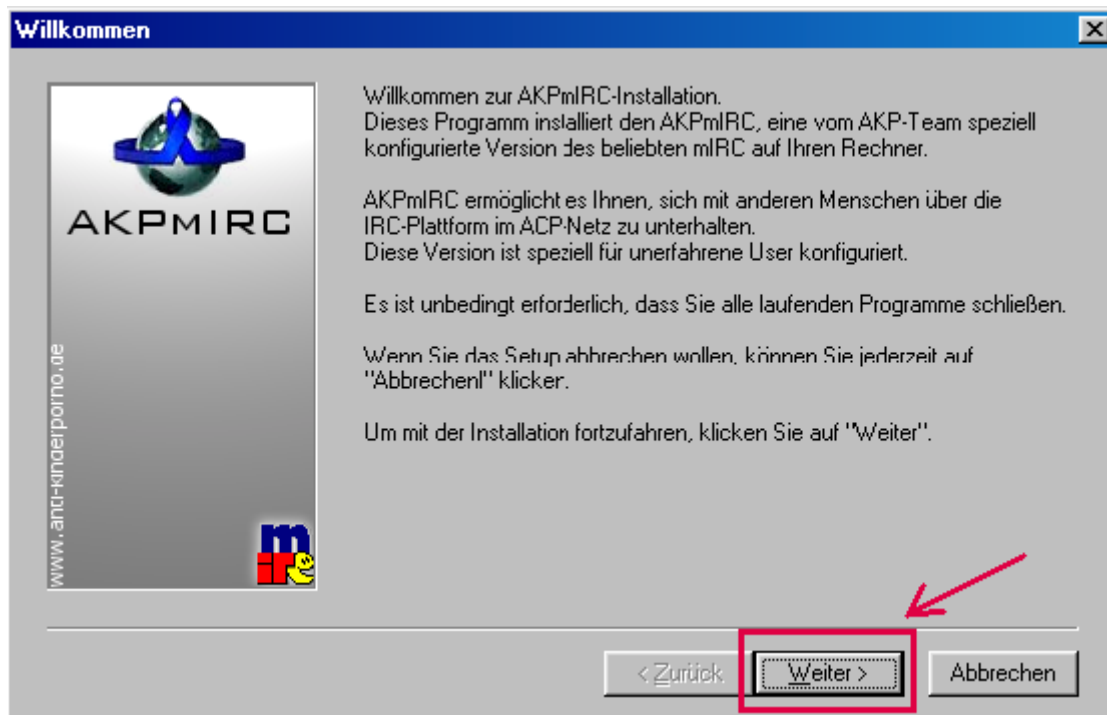 Willkommen
Willkommen zur AKPmIRC-Installation.
Dieses Programm installiert den AKPmIRC, eine vom AKP-Team speziell
konfigurierte Version des beliebten mIRC auf Ihren Rechner.
AKPmIRC ermöglicht es Ihnen, sich mit anderen Menschen über die
IRC-Plattform im ACP-Netz zu unterhalten.
Diese Version ist speziell für unerfahrene User konfiguriert.
Es ist unbedingt erforderlich, dass Sie alle laufenden Programme schließen.
Wenn Sie das Setup abbrechen wollen, können Sie jederzeit auf
"Abbrechen!" klicken.
Um mit der Installation fortzufahren, klicken Sie auf "Weiter".
AKPMIRC
www.anti-kinderporno.de
mirc
< Zurück
Weiter >
Abbrechen